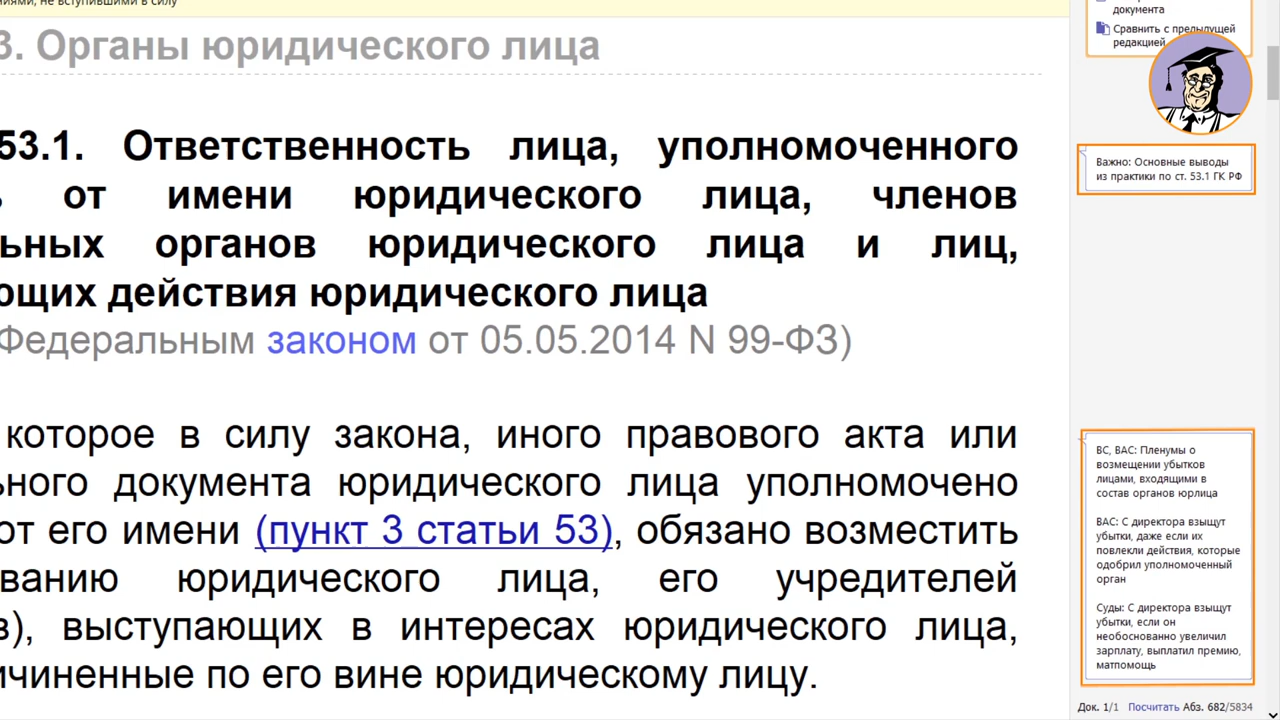 ниями, не вступившими в силу
3. Органы юридического лица
53.1. Ответственность лица, уполномоченного
от имени юридического лица, членов
ьных органов юридического лица и лиц,
ющих действия юридического лица
Федеральным законом от 05.05.2014 N 99-ФЗ)
которое в силу закона, иного правового акта или
ьного документа юридического лица уполномочено
от его имени (пункт 3 статьи 53), обязано возместить
ванию юридического лица, его учредителей
в), выступающих в интересах юридического лица,
ичиненные по его вине юридическому лицу.
документа
Сравнить с предыдущей
редакцией
Важно: Основные выводы
из практики по ст. 53.1 ГК РФ
ВС, ВАС: Пленумы о
возмещении убытков
лицами, входящими в
состав органов юрлица
ВАС: С директора взыщут
убытки, даже если их
повлекли действия, которые
одобрил уполномоченный
орган
Суды: С директора взыщут
убытки, если он
необоснованно увеличил
зарплату, выплатил премию,
матпомощь
Док. 1/1 Посчитать Абз. 682/5834